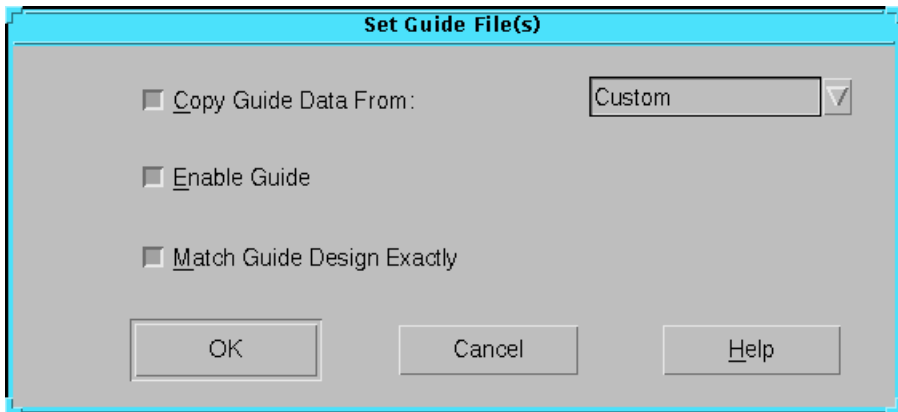 Set Guide File(s)
Copy Guide Data From: Custom
Enable Guide
Match Guide Design Exactly
OK Cancel Help